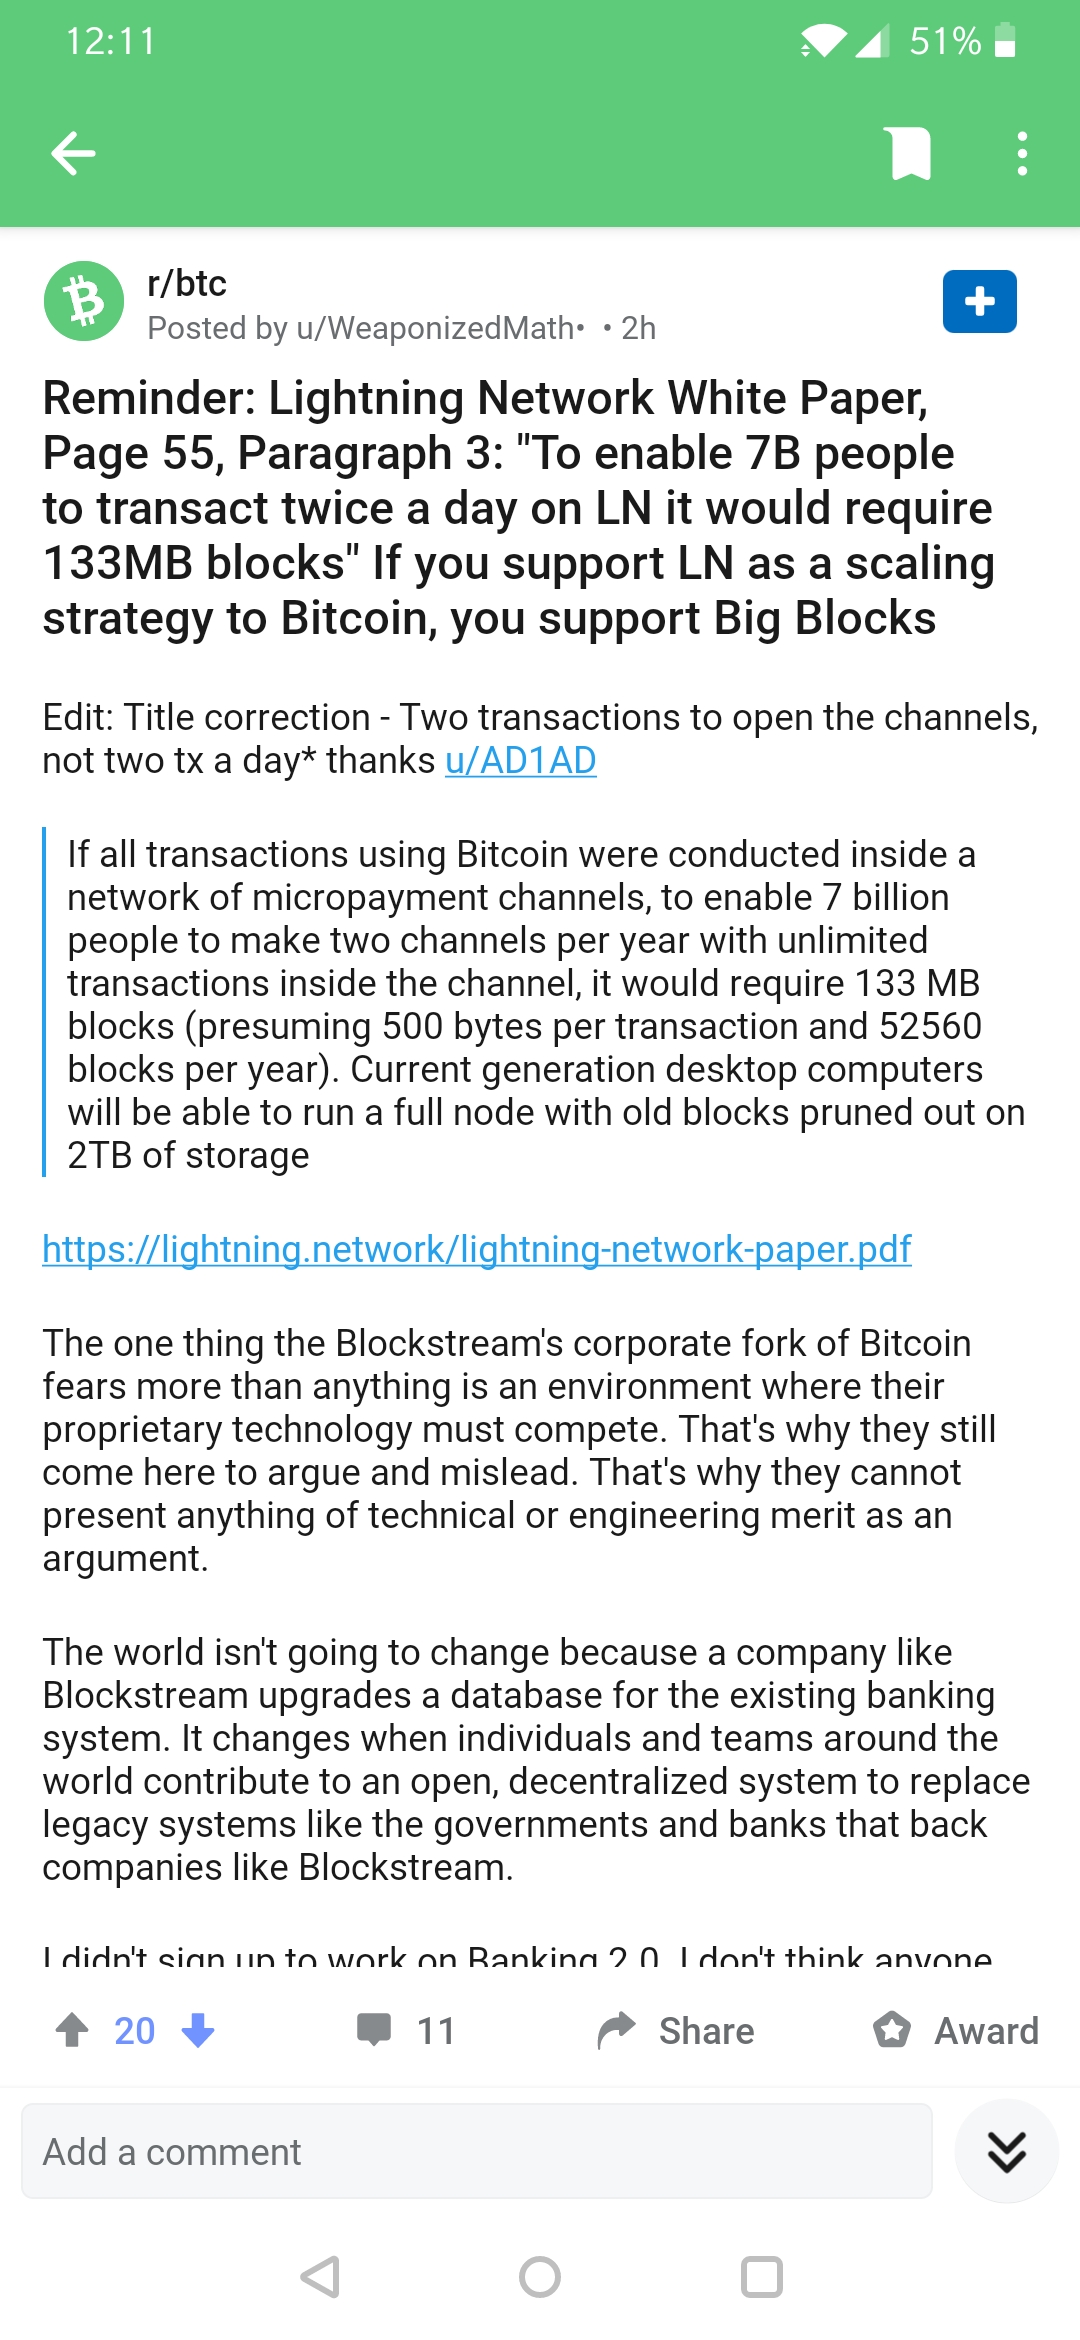 12:11
51%
r/btc
Posted by u/WeaponizedMath• • 2h
Reminder: Lightning Network White Paper,
Page 55, Paragraph 3: "To enable 7B people
to transact twice a day on LN it would require
133MB blocks" If you support LN as a scaling
strategy to Bitcoin, you support Big Blocks
Edit: Title correction - Two transactions to open the channels,
not two tx a day* thanks u/AD1AD
If all transactions using Bitcoin were conducted inside a
network of micropayment channels, to enable 7 billion
people to make two channels per year with unlimited
transactions inside the channel, it would require 133 MB
blocks (presuming 500 bytes per transaction and 52560
blocks per year). Current generation desktop computers
will be able to run a full node with old blocks pruned out on
2TB of storage
https://lightning.network/lightning-network-paper.pdf
The one thing the Blockstream's corporate fork of Bitcoin
fears more than anything is an environment where their
proprietary technology must compete. That's why they still
come here to argue and mislead. That's why they cannot
present anything of technical or engineering merit as an
argument.
The world isn't going to change because a company like
Blockstream upgrades a database for the existing banking
system. It changes when individuals and teams around the
world contribute to an open, decentralized system to replace
legacy systems like the governments and banks that back
companies like Blockstream.
I didn't sign up to work on Banking 2.0. I don't think anyone
20
11
Share
Award
Add a comment